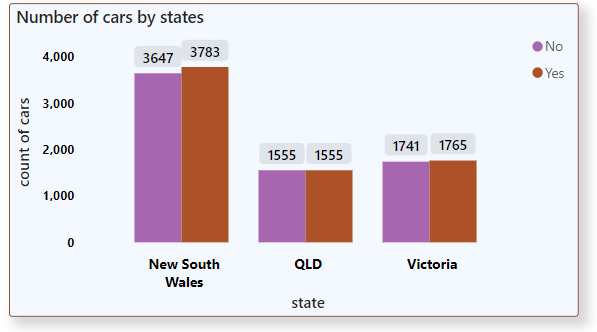 Number of cars by states
No
Yes
count of cars
4,000
3,000
2,000
1,000
0
3647
3783
1555
1555
1741
1765
New South
Wales
QLD
Victoria
state